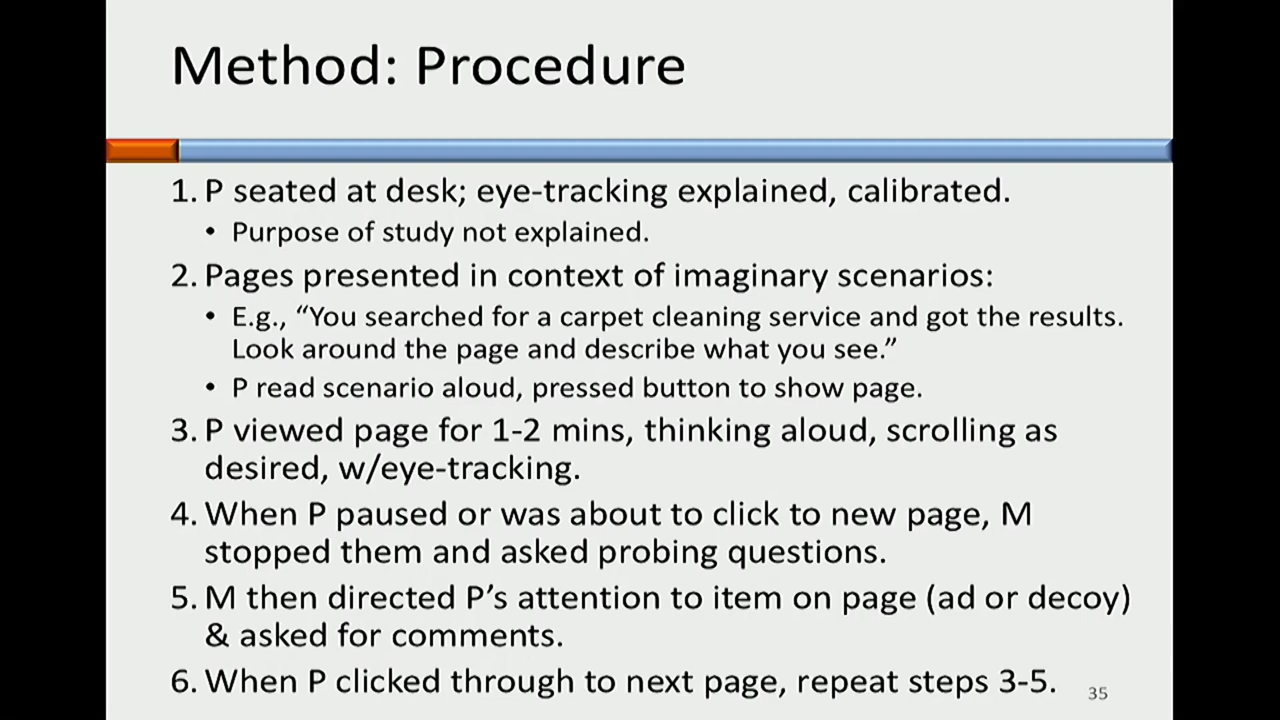 Method: Procedure
1. P seated at desk; eye-tracking explained, calibrated.
• Purpose of study not explained.
2. Pages presented in context of imaginary scenarios:
• E.g., “You searched for a carpet cleaning service and got the results.
Look around the page and describe what you see.”
• P read scenario aloud, pressed button to show page.
3. P viewed page for 1-2 mins, thinking aloud, scrolling as
desired, w/eye-tracking.
4. When P paused or was about to click to new page, M
stopped them and asked probing questions.
5. M then directed P’s attention to item on page (ad or decoy)
& asked for comments.
6. When P clicked through to next page, repeat steps 3-5.
35